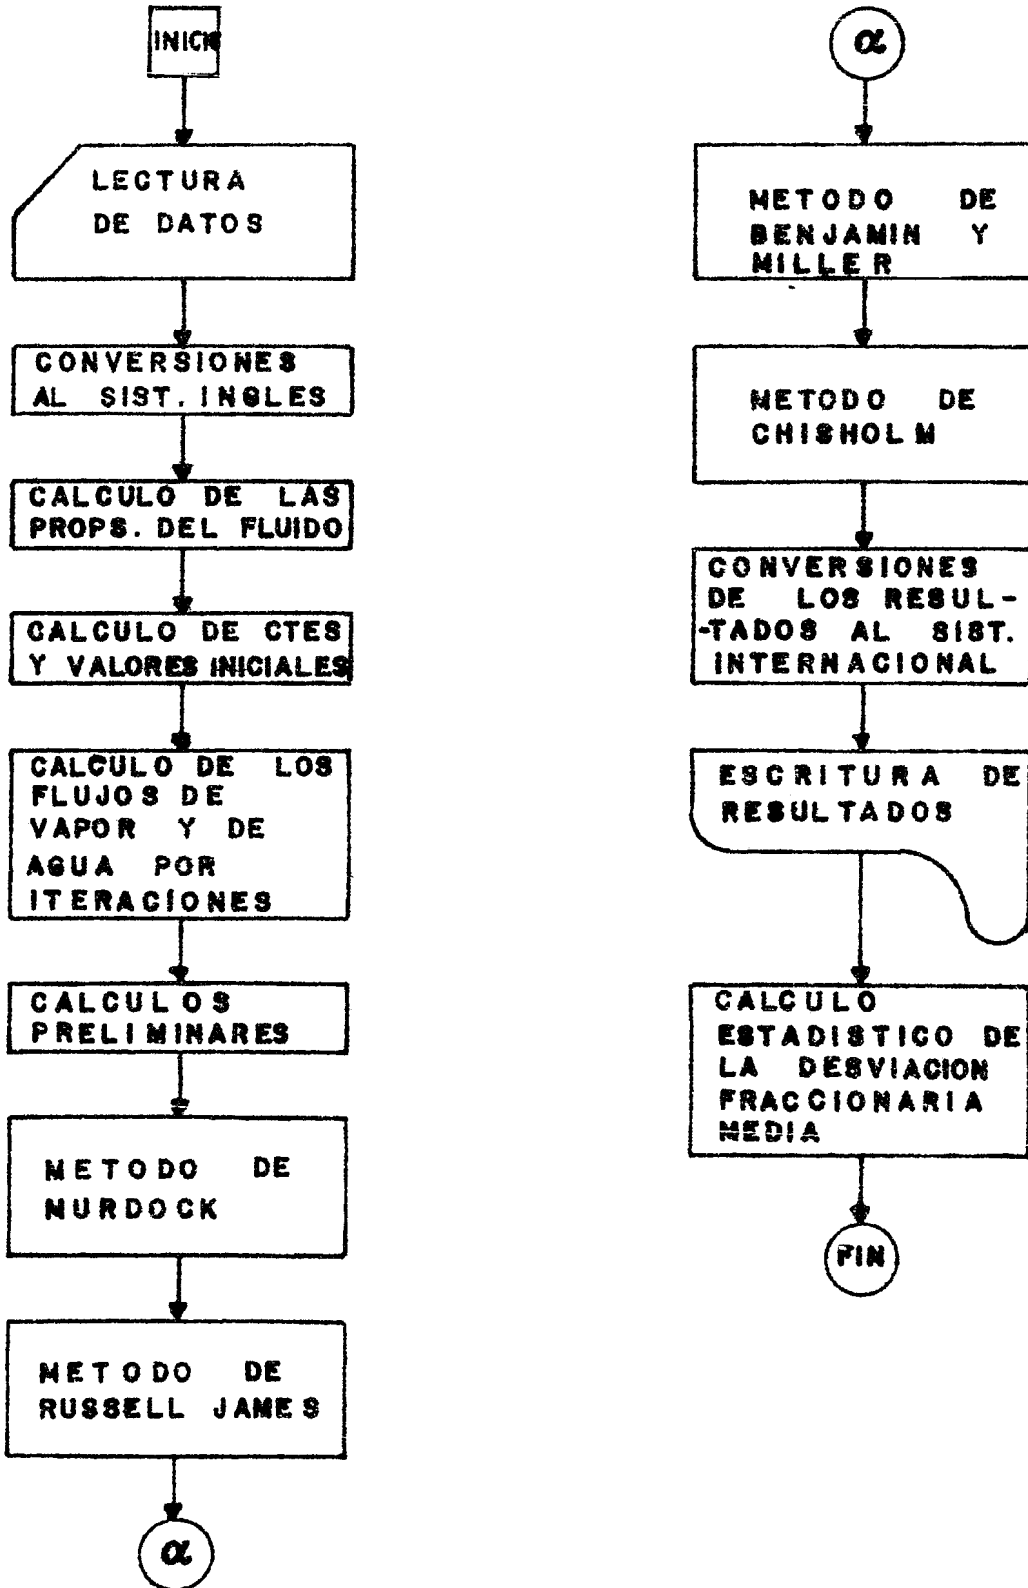 INICIO
LECTURA
DE DATOS
CONVERSIONES
AL SIST. INGLES
CALCULO DE LAS
PROPS. DEL FLUIDO
CALCULO DE CTES
Y VALORES INICIALES
CALCULO DE LOS
FLUJOS DE
VAPOR Y DE
AGUA POR
ITERACIONES
CALCULOS
PRELIMINARES
METODO DE
MURDOCK
METODO DE
RUSSELL JAMES
α
α
METODO DE
BENJAMIN Y
MILLER
METODO DE
CHISHOLM
CONVERSIONES
DE LOS RESUL-
-TADOS AL SIST.
INTERNACIONAL
ESCRITURA DE
RESULTADOS
CALCULO
ESTADISTICO DE
LA DESVIACION
FRACCIONARIA
MEDIA
FIN